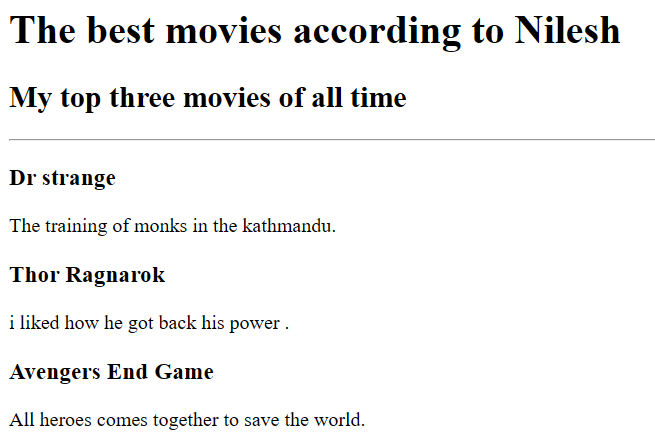 The best movies according to Nilesh
My top three movies of all time
Dr strange
The training of monks in the kathmandu.
Thor Ragnarok
i liked how he got back his power .
Avengers End Game
All heroes comes together to save the world.